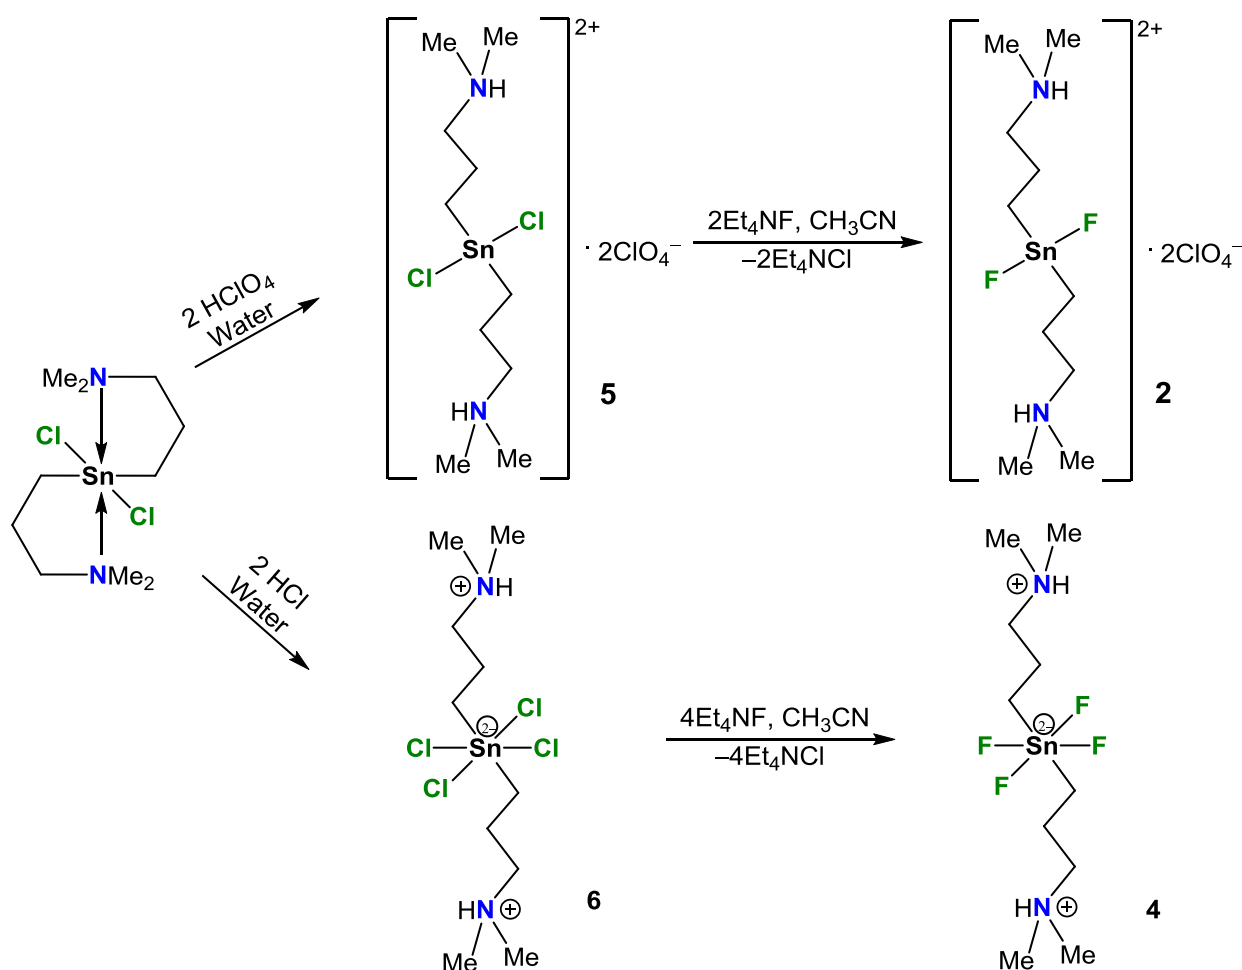 2+
Me Me
NH
Cl
Sn
Cl
· 2ClO₄⁻
HN
Me Me
5
2Et₄NF, CH₃CN
–2Et₄NCl
2+
Me Me
NH
F
Sn
F
· 2ClO₄⁻
HN
Me Me
2
2 HClO₄
Water
Me₂N
Cl
Sn
Cl
NMe₂
2 HCl
Water
Me Me
⊕ NH
Cl
2–
Cl Sn Cl
Cl
HN ⊕
Me Me
6
4Et₄NF, CH₃CN
–4Et₄NCl
Me Me
⊕ NH
F
2–
F Sn F
F
HN ⊕
Me Me
4